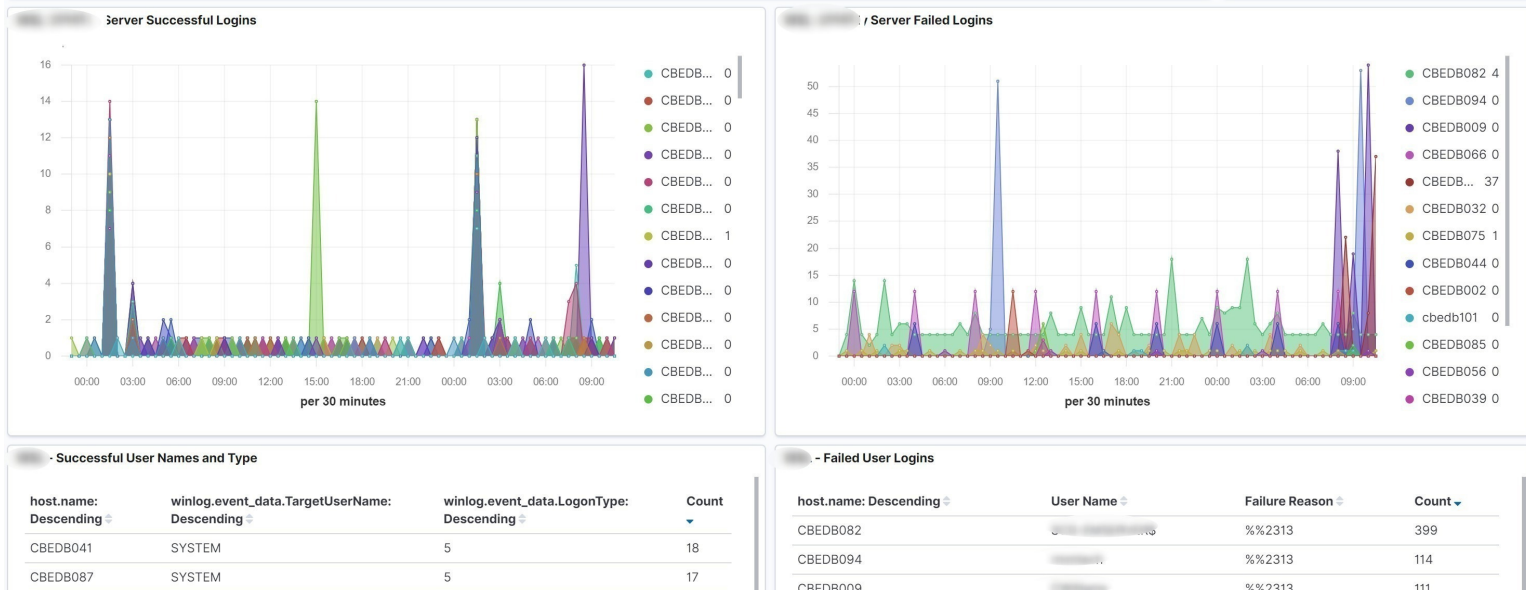 Server Successful Logins
16
14
12
10
8
6
4
2
0
00:00 03:00 06:00 09:00 12:00 15:00 18:00 21:00 00:00 03:00 06:00 09:00
per 30 minutes
CBEDB... 0
CBEDB... 0
CBEDB... 0
CBEDB... 0
CBEDB... 0
CBEDB... 0
CBEDB... 1
CBEDB... 0
CBEDB... 0
CBEDB... 0
CBEDB... 0
CBEDB... 0
CBEDB... 0
y Server Failed Logins
50
45
40
35
30
25
20
15
10
5
0
00:00 03:00 06:00 09:00 12:00 15:00 18:00 21:00 00:00 03:00 06:00 09:00
per 30 minutes
CBEDB082 4
CBEDB094 0
CBEDB009 0
CBEDB066 0
CBEDB... 37
CBEDB032 0
CBEDB075 1
CBEDB044 0
CBEDB002 0
cbedb101 0
CBEDB085 0
CBEDB056 0
CBEDB039 0
- Successful User Names and Type
host.name: Descending winlog.event_data.TargetUserName: Descending winlog.event_data.LogonType: Descending Count
CBEDB041 SYSTEM 5 18
CBEDB087 SYSTEM 5 17
- Failed User Logins
host.name: Descending User Name Failure Reason Count
CBEDB082 %%2313 399
CBEDB094 %%2313 114
CBEDB009 %%2313 111